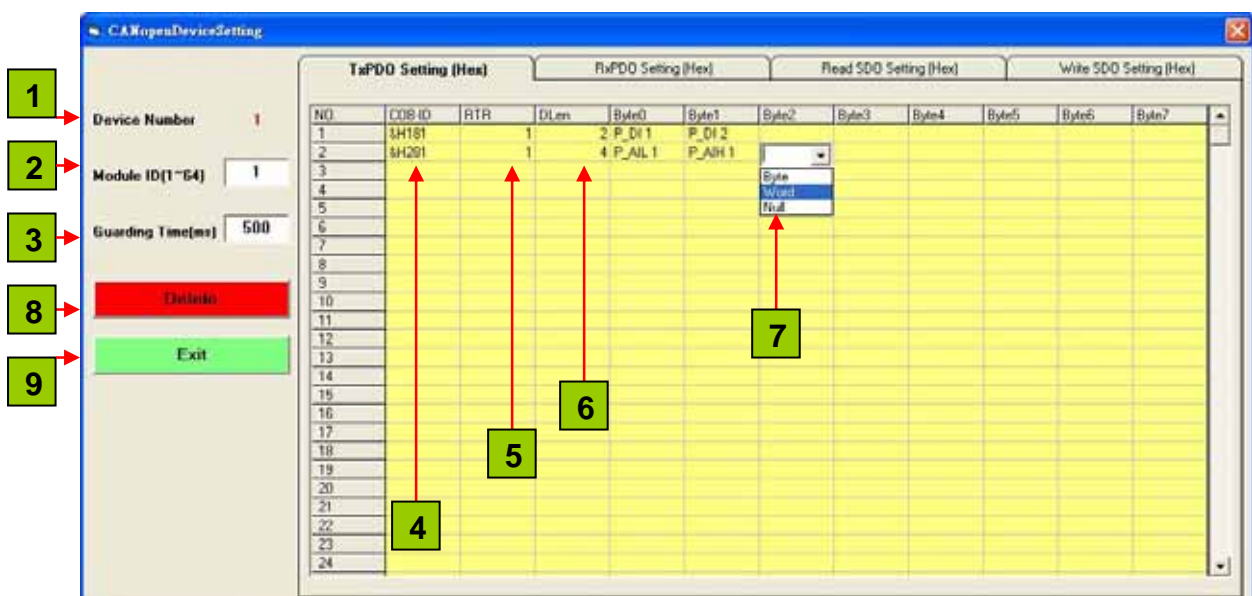 CANopenDeviceSetting
TxPDO Setting (Hex) RxPDO Setting (Hex) Read SDO Setting (Hex) Write SDO Setting (Hex)
1 Device Number 1
2 Module ID(1~64) 1
3 Guarding Time(ms) 500
8 Delete
9 Exit
NO. COB-ID RTR DLen Byte0 Byte1 Byte2 Byte3 Byte4 Byte5 Byte6 Byte7
1 &H181 1 2 P_DI 1 P_DI 2
2 &H281 1 4 P_AIL 1 P_AIH 1
Byte
Word
Null
3
4
5
6
7
8
9
10
11
12
13
14
15
16
17
18
19
20
21
22
23
24
7
6
5
4